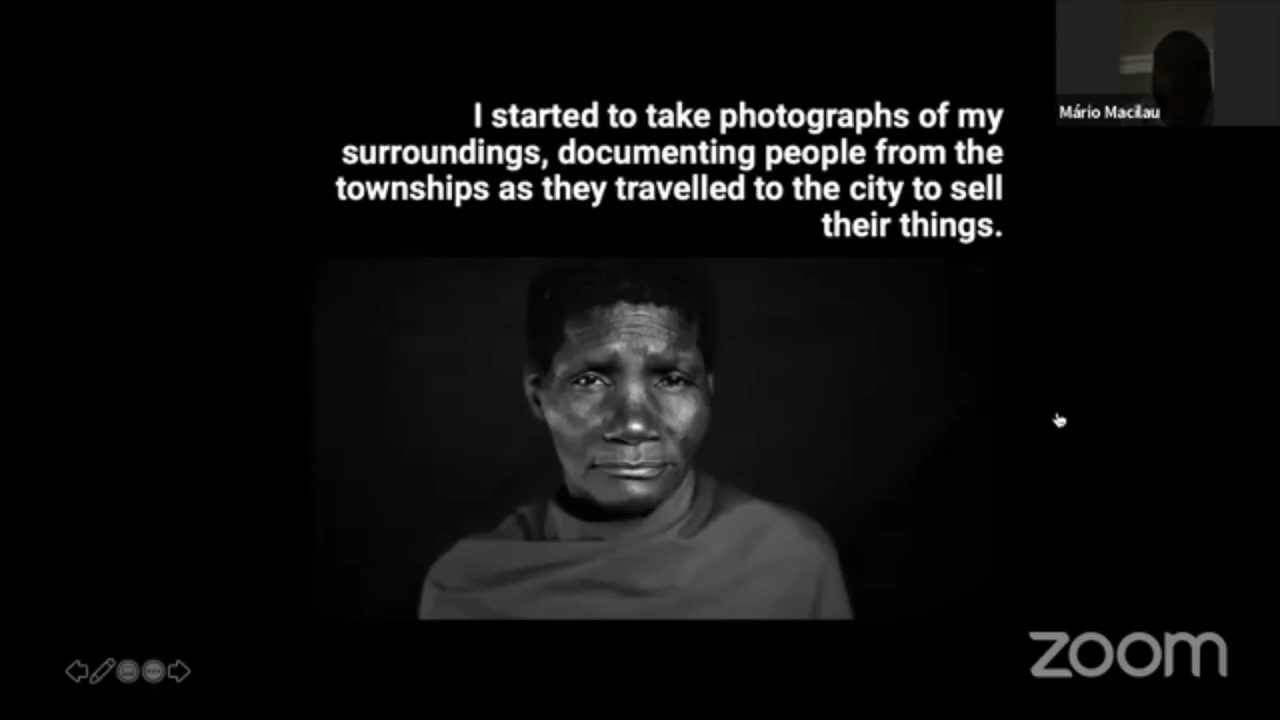 I started to take photographs of my
surroundings, documenting people from the
townships as they travelled to the city to sell
their things.
Mário Macilau
zoom